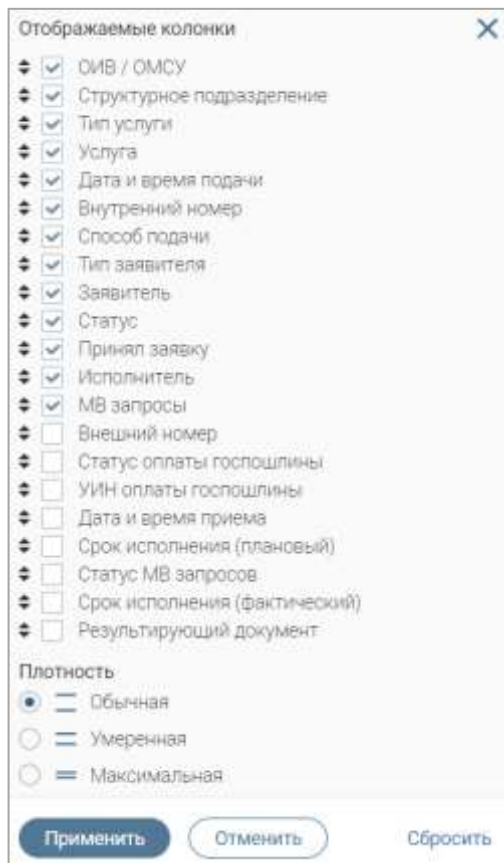 Отображаемые колонки
ОИВ / ОМСУ
Структурное подразделение
Тип услуги
Услуга
Дата и время подачи
Внутренний номер
Способ подачи
Тип заявителя
Заявитель
Статус
Принял заявку
Исполнитель
МВ запросы
Внешний номер
Статус оплаты госпошлины
УИН оплаты госпошлины
Дата и время приема
Срок исполнения (плановый)
Статус МВ запросов
Срок исполнения (фактический)
Результирующий документ
Плотность
Обычная
Умеренная
Максимальная
Применить Отменить Сбросить